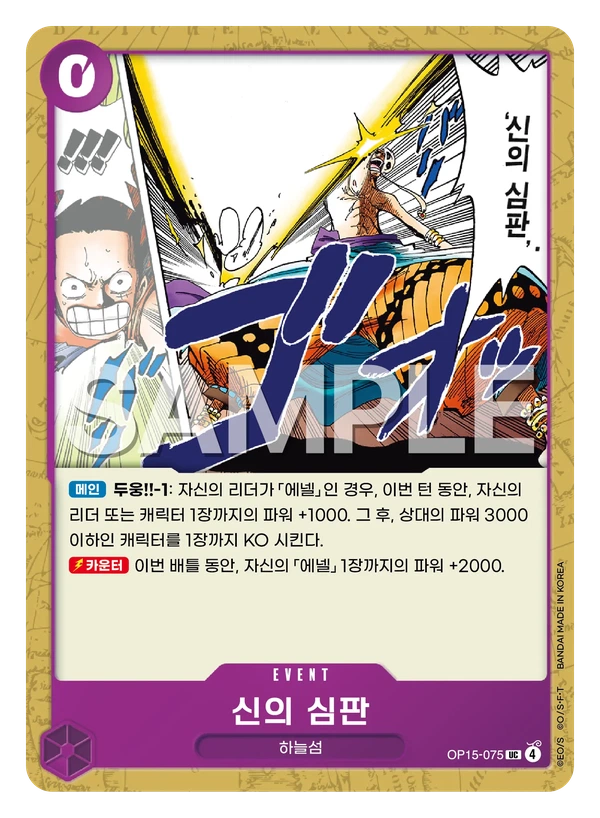 0
!!!
'신의 심판'.
ブオッ
SAMPLE
메인 두웅!!-1: 자신의 리더가 「에넬」인 경우, 이번 턴 동안, 자신의
리더 또는 캐릭터 1장까지의 파워 +1000. 그 후, 상대의 파워 3000
이하인 캐릭터를 1장까지 KO 시킨다.
카운터 이번 배틀 동안, 자신의 「에넬」 1장까지의 파워 +2000.
EVENT
신의 심판
하늘섬
OP15-075 UC 4
©E.O/S ©O/S·F·T BANDAI MADE IN KOREA